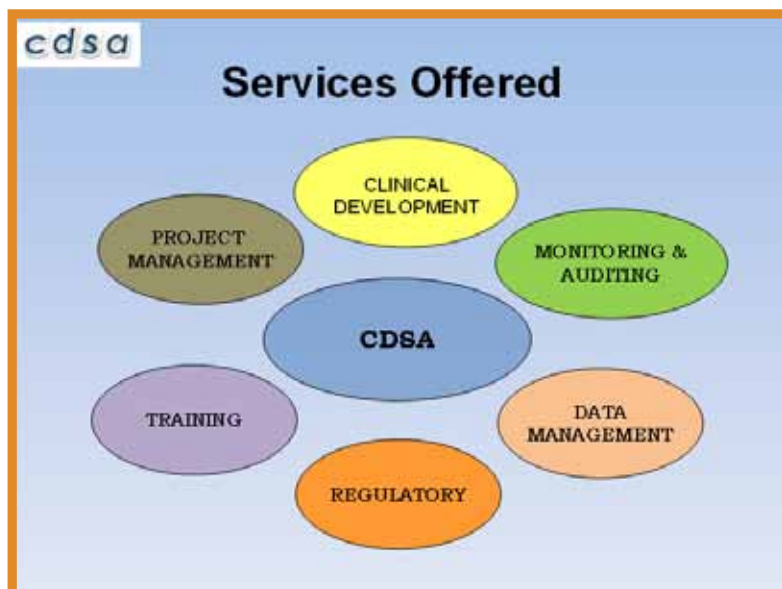 cdsa
Services Offered
CLINICAL
DEVELOPMENT
PROJECT
MANAGEMENT
MONITORING &
AUDITING
CDSA
TRAINING
DATA
MANAGEMENT
REGULATORY